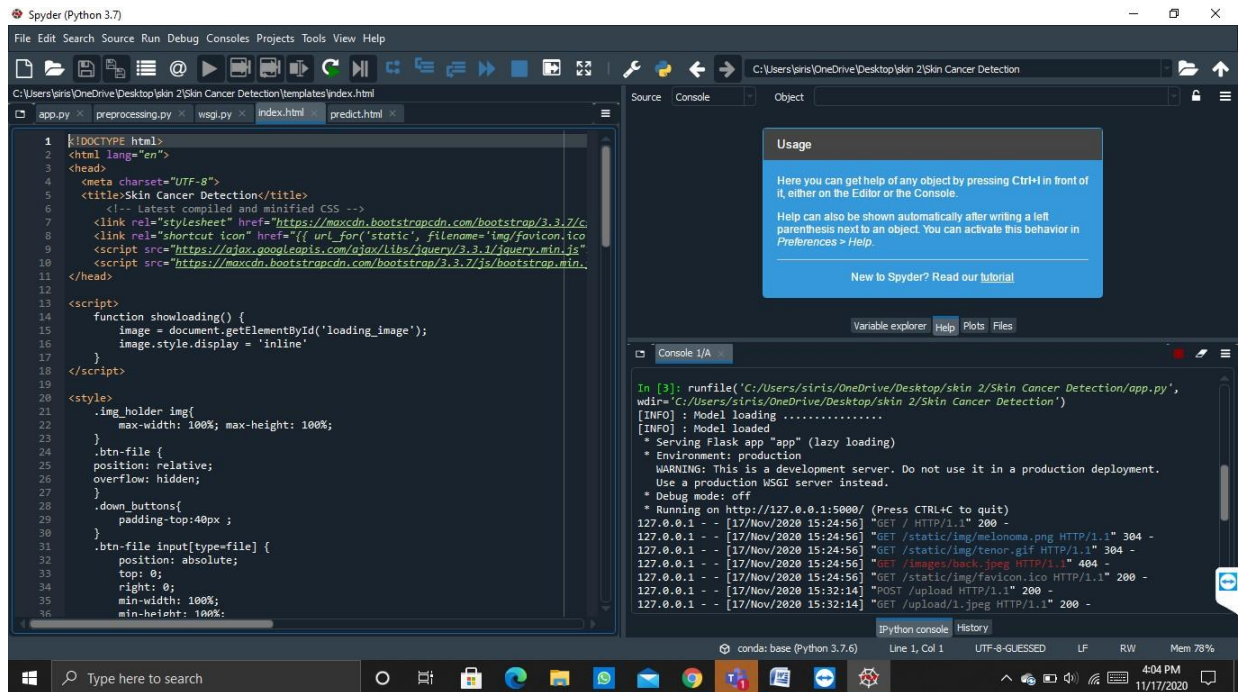 Spyder (Python 3.7)
File Edit Search Source Run Debug Consoles Projects Tools View Help
C:\Users\siris\OneDrive\Desktop\skin 2\Skin Cancer Detection
C:\Users\siris\OneDrive\Desktop\skin 2\Skin Cancer Detection\templates\index.html
app.py preprocessing.py wsgi.py index.html predict.html
1 <!DOCTYPE html>
2 <html lang="en">
3 <head>
4 <meta charset="UTF-8">
5 <title>Skin Cancer Detection</title>
6 <!-- Latest compiled and minified CSS -->
7 <link rel="stylesheet" href="https://maxcdn.bootstrapcdn.com/bootstrap/3.3.7/c
8 <link rel="shortcut icon" href="{{ url_for('static', filename='img/favicon.ico
9 <script src="https://ajax.googleapis.com/ajax/libs/jquery/3.3.1/jquery.min.js"
10 <script src="https://maxcdn.bootstrapcdn.com/bootstrap/3.3.7/js/bootstrap.min.
11 </head>
12
13 <script>
14 function showloading() {
15 image = document.getElementById('loading_image');
16 image.style.display = 'inline'
17 }
18 </script>
19
20 <style>
21 .img_holder img{
22 max-width: 100%; max-height: 100%;
23 }
24 .btn-file {
25 position: relative;
26 overflow: hidden;
27 }
28 .down_buttons{
29 padding-top:40px ;
30 }
31 .btn-file input[type=file] {
32 position: absolute;
33 top: 0;
34 right: 0;
35 min-width: 100%;
36 min-height: 100%;
Source Console Object
Usage
Here you can get help of any object by pressing Ctrl+I in front of
it, either on the Editor or the Console.
Help can also be shown automatically after writing a left
parenthesis next to an object. You can activate this behavior in
Preferences > Help.
New to Spyder? Read our tutorial
Variable explorer Help Plots Files
Console 1/A
In [3]: runfile('C:/Users/siris/OneDrive/Desktop/skin 2/Skin Cancer Detection/app.py',
wdir='C:/Users/siris/OneDrive/Desktop/skin 2/Skin Cancer Detection')
[INFO] : Model loading ................
[INFO] : Model loaded
* Serving Flask app "app" (lazy loading)
* Environment: production
WARNING: This is a development server. Do not use it in a production deployment.
Use a production WSGI server instead.
* Debug mode: off
* Running on http://127.0.0.1:5000/ (Press CTRL+C to quit)
127.0.0.1 - - [17/Nov/2020 15:24:56] "GET / HTTP/1.1" 200 -
127.0.0.1 - - [17/Nov/2020 15:24:56] "GET /static/img/melonoma.png HTTP/1.1" 304 -
127.0.0.1 - - [17/Nov/2020 15:24:56] "GET /static/img/tenor.gif HTTP/1.1" 304 -
127.0.0.1 - - [17/Nov/2020 15:24:56] "GET /images/back.jpeg HTTP/1.1" 404 -
127.0.0.1 - - [17/Nov/2020 15:24:56] "GET /static/img/favicon.ico HTTP/1.1" 200 -
127.0.0.1 - - [17/Nov/2020 15:32:14] "POST /upload HTTP/1.1" 200 -
127.0.0.1 - - [17/Nov/2020 15:32:14] "GET /upload/1.jpeg HTTP/1.1" 200 -
IPython console History
conda: base (Python 3.7.6) Line 1, Col 1 UTF-8-GUESSED LF RW Mem 78%
Type here to search
4:04 PM
11/17/2020